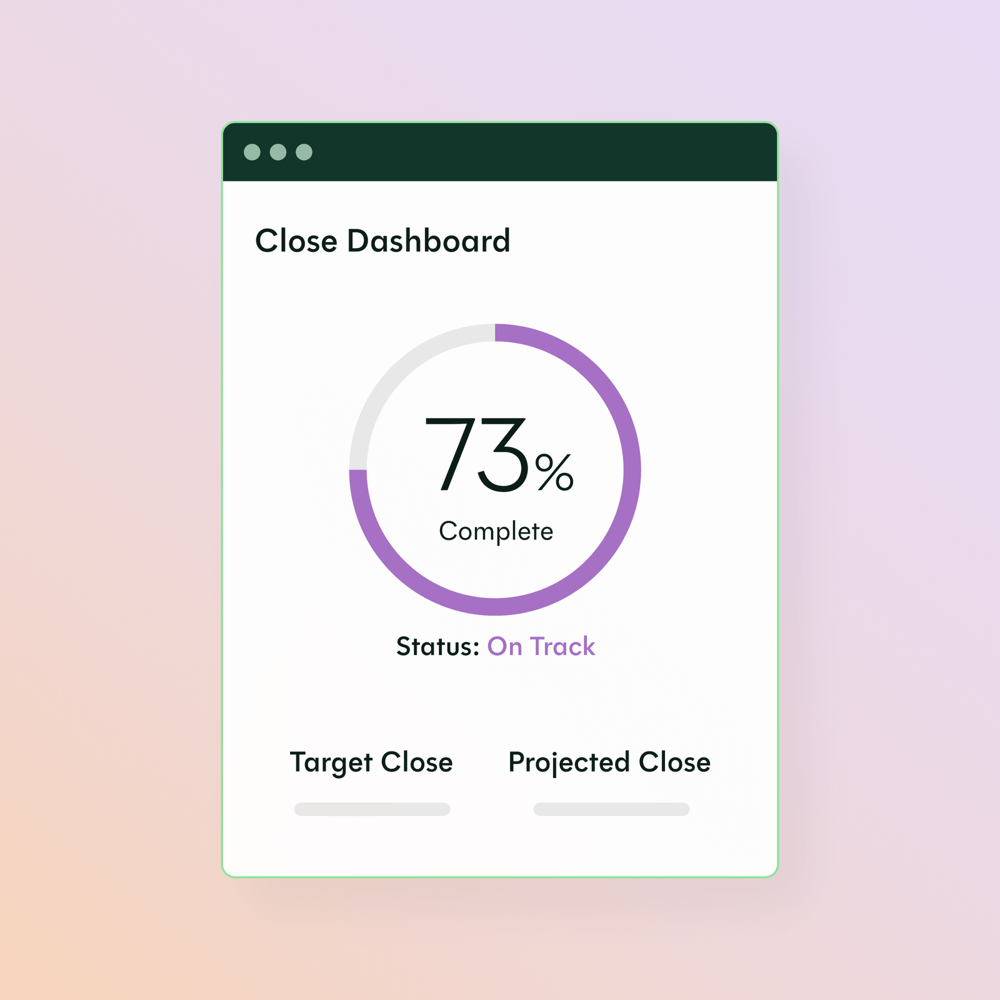 Close Dashboard
73%
Complete
Status: On Track
Target Close
Projected Close